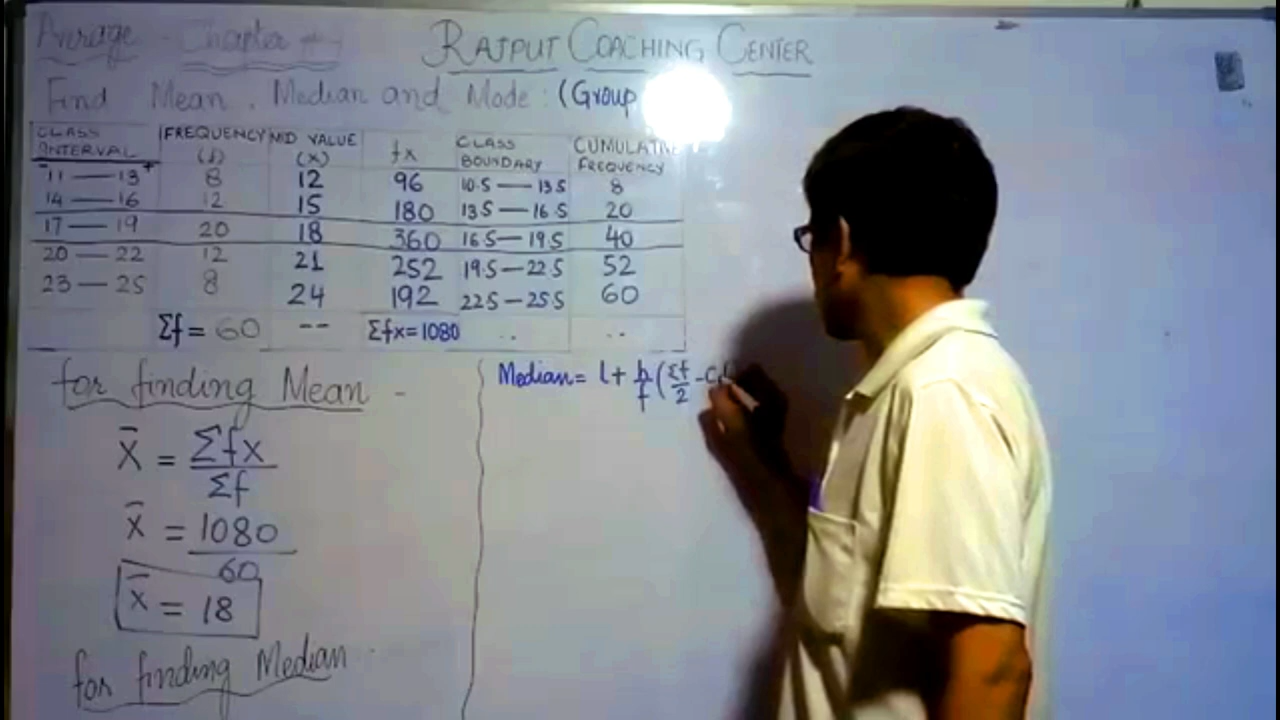 Average - Chapter #
RAJPUT COACHING CENTER
Find Mean, Median and Mode: (Group
CLASS INTERVAL FREQUENCY (f) MID VALUE (x) fx CLASS BOUNDARY CUMULATIVE FREQUENCY
11 — 13 8 12 96 10.5 — 13.5 8
14 — 16 12 15 180 13.5 — 16.5 20
17 — 19 20 18 360 16.5 — 19.5 40
20 — 22 12 21 252 19.5 — 22.5 52
23 — 25 8 24 192 22.5 — 25.5 60
Σf = 60 -- Σfx=1080 .. ..
for finding Mean -
X̄ = Σfx / Σf
X̄ = 1080 / 60
X̄ = 18
for finding Median -
Median = l + h/f (Σf/2 - C.f